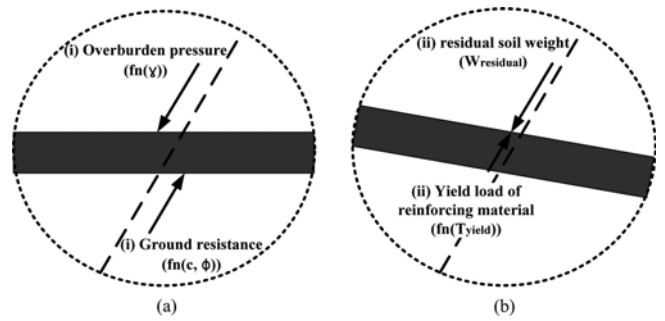 (i) Overburden pressure
(fn(ɣ))
(i) Ground resistance
(fn(c, ϕ))
(a)
(ii) residual soil weight
(Wresidual)
(ii) Yield load of
reinforcing material
(fn(Tyield))
(b)